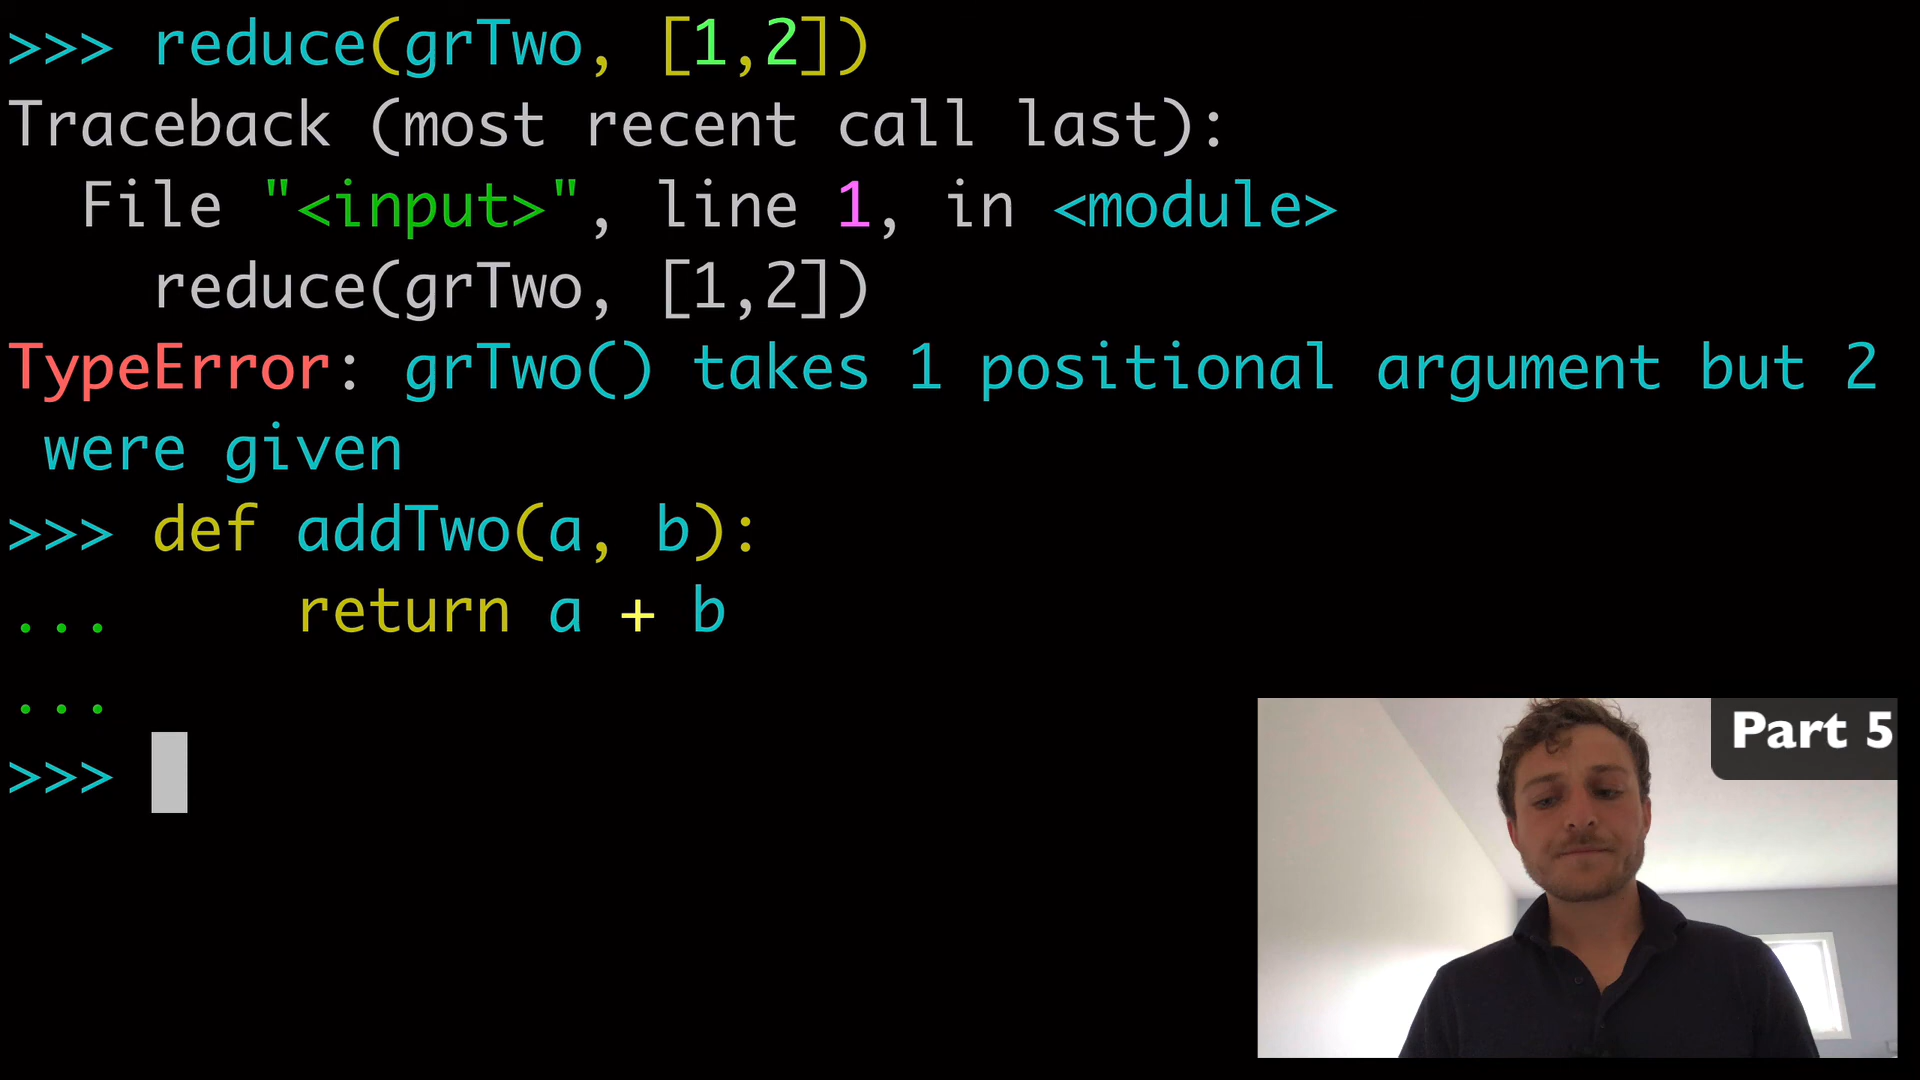 >>> reduce(grTwo, [1,2])
Traceback (most recent call last):
  File "<input>", line 1, in <module>
    reduce(grTwo, [1,2])
TypeError: grTwo() takes 1 positional argument but 2
 were given
>>> def addTwo(a, b):
...     return a + b
...
>>>
Part 5